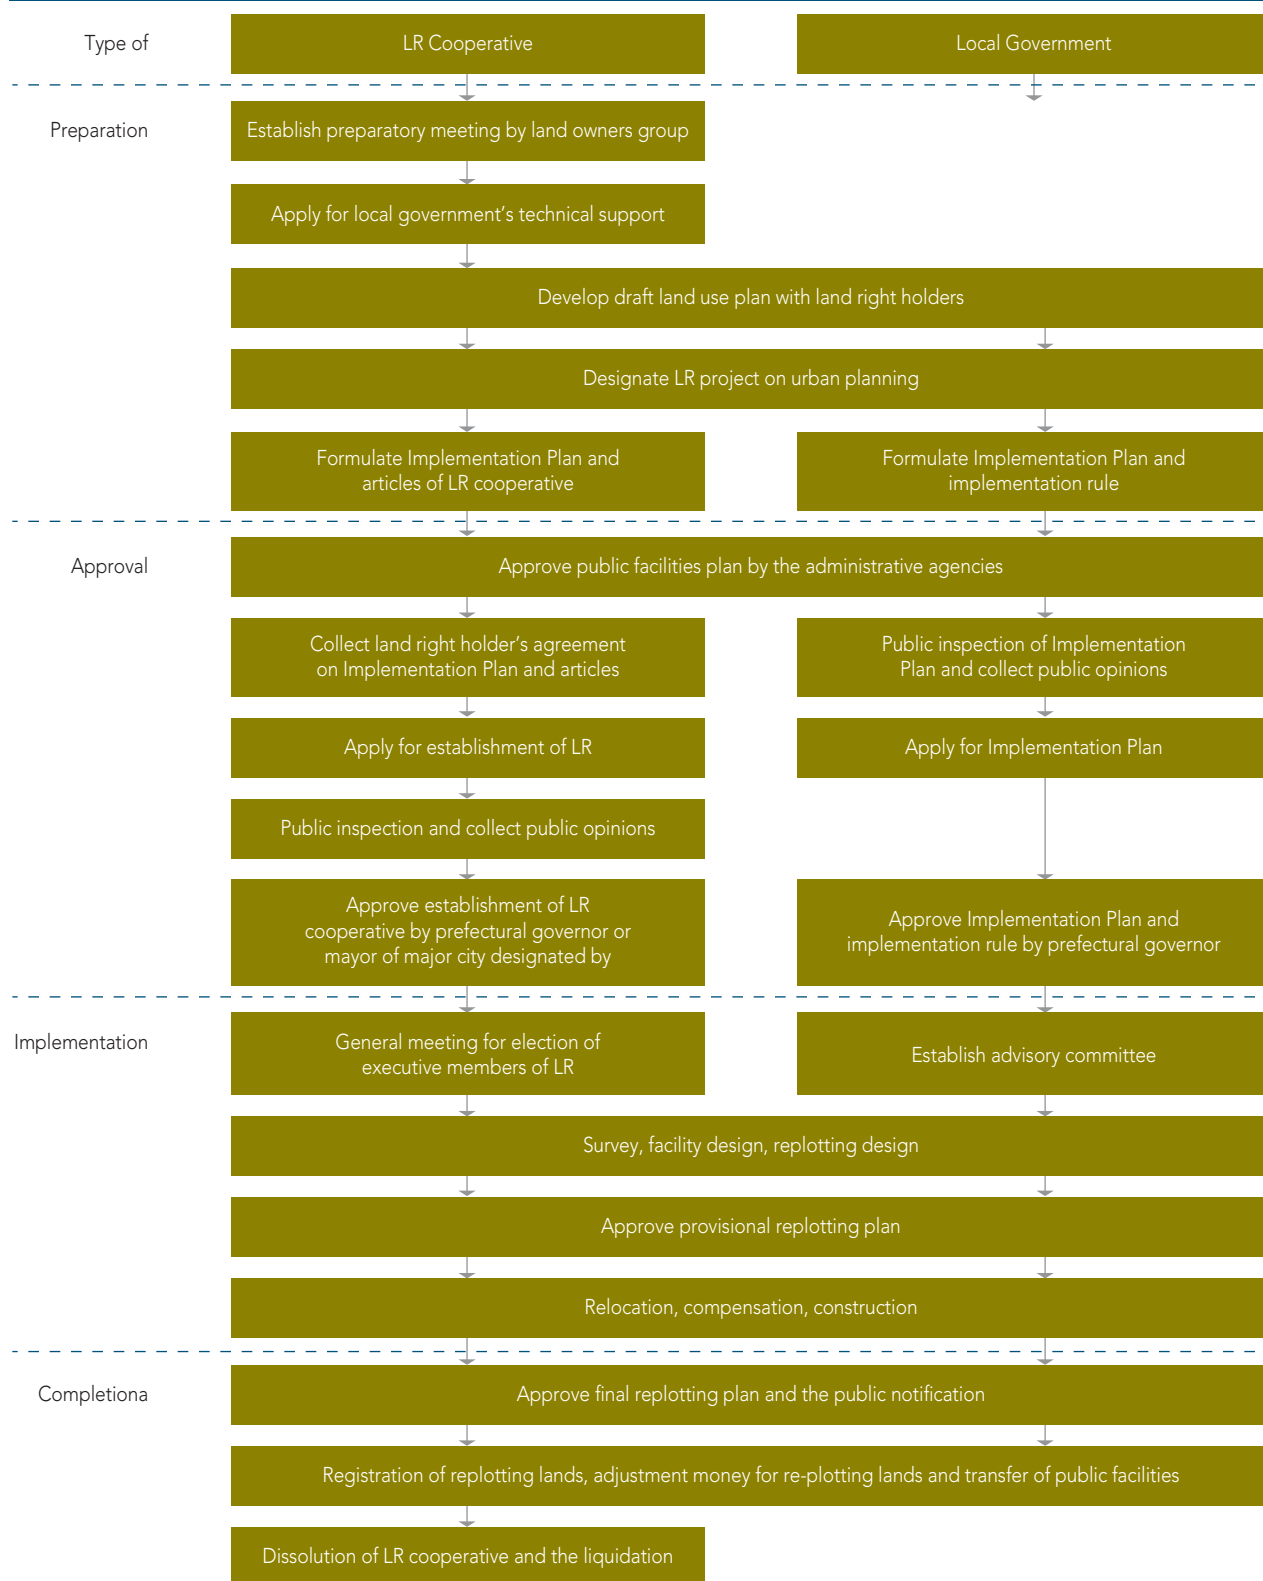 Type of
LR Cooperative
Local Government
Preparation
Establish preparatory meeting by land owners group
Apply for local government's technical support
Develop draft land use plan with land right holders
Designate LR project on urban planning
Formulate Implementation Plan and
articles of LR cooperative
Formulate Implementation Plan and
implementation rule
Approval
Approve public facilities plan by the administrative agencies
Collect land right holder's agreement
on Implementation Plan and articles
Public inspection of Implementation
Plan and collect public opinions
Apply for establishment of LR
Apply for Implementation Plan
Public inspection and collect public opinions
Approve establishment of LR
cooperative by prefectural governor or
mayor of major city designated by
Approve Implementation Plan and
implementation rule by prefectural governor
Implementation
General meeting for election of
executive members of LR
Establish advisory committee
Survey, facility design, replotting design
Approve provisional replotting plan
Relocation, compensation, construction
Completiona
Approve final replotting plan and the public notification
Registration of replotting lands, adjustment money for re-plotting lands and transfer of public facilities
Dissolution of LR cooperative and the liquidation